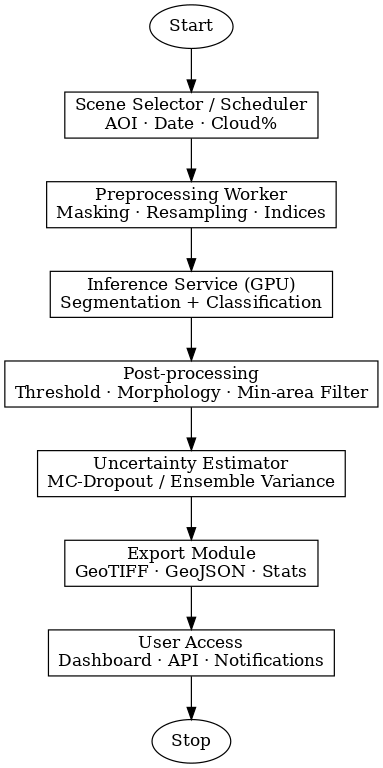 Start
Scene Selector / Scheduler
AOI · Date · Cloud%
Preprocessing Worker
Masking · Resampling · Indices
Inference Service (GPU)
Segmentation + Classification
Post-processing
Threshold · Morphology · Min-area Filter
Uncertainty Estimator
MC-Dropout / Ensemble Variance
Export Module
GeoTIFF · GeoJSON · Stats
User Access
Dashboard · API · Notifications
Stop